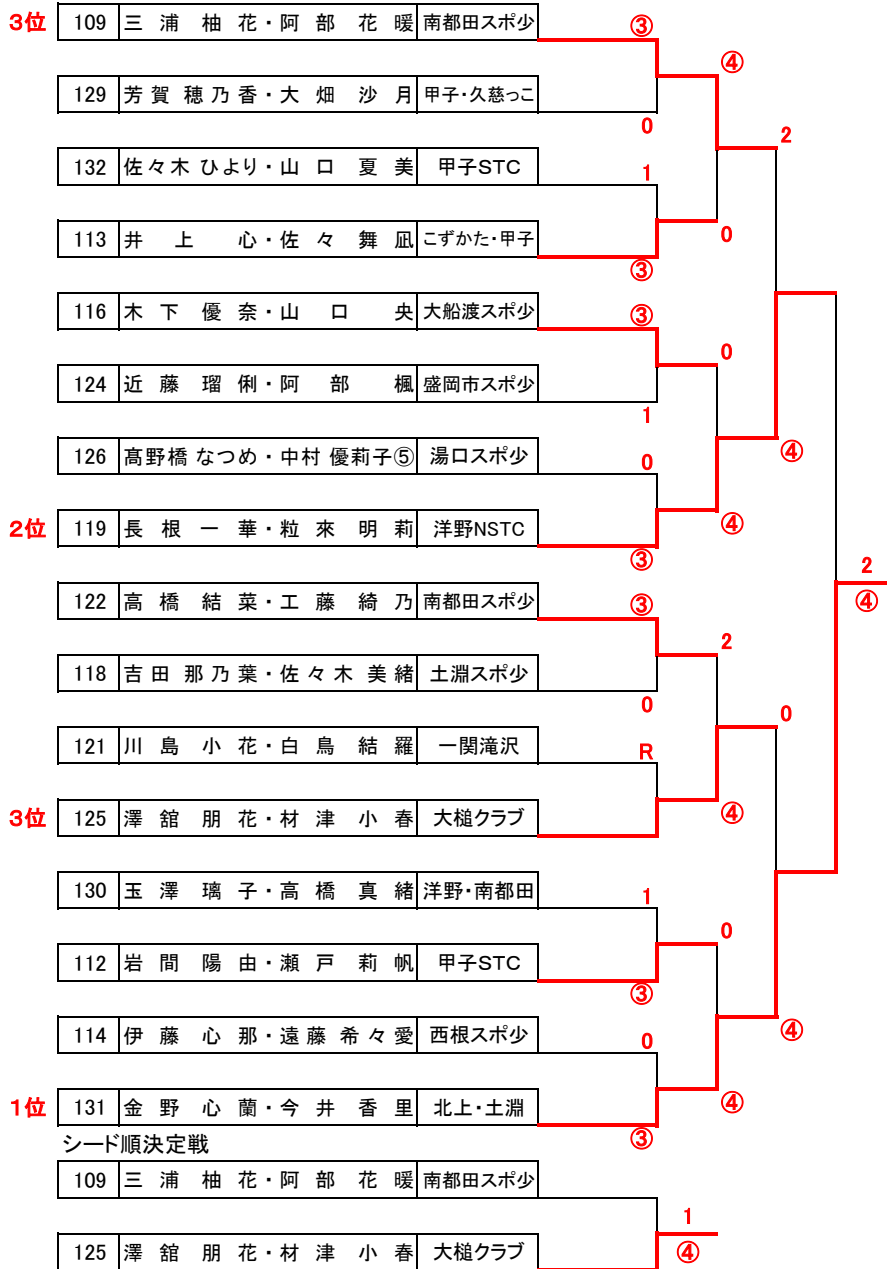 3位 109 三浦柚花・阿部花暖 南都田スポ少 ③
④
129 芳賀穂乃香・大畑沙月 甲子・久慈っこ
0 2
132 佐々木ひより・山口夏美 甲子STC 1
0
113 井上心・佐々舞凪 こずかた・甲子
③
116 木下優奈・山口央 大船渡スポ少 ③
0
124 近藤瑠俐・阿部楓 盛岡市スポ少
1
126 髙野橋なつめ・中村優莉子⑤ 湯口スポ少 0 ④
2位 119 長根一華・粒來明莉 洋野NSTC ④
③ 2
122 高橋結菜・工藤綺乃 南都田スポ少 ③ ④
2
118 吉田那乃葉・佐々木美緒 土淵スポ少
0 0
121 川島小花・白鳥結羅 一関滝沢 R
3位 125 澤舘朋花・材津小春 大槌クラブ ④
130 玉澤璃子・高橋真緒 洋野・南都田 1
0
112 岩間陽由・瀬戸莉帆 甲子STC
③
114 伊藤心那・遠藤希々愛 西根スポ少 0 ④
1位 131 金野心蘭・今井香里 北上・土淵 ④
③
シード順決定戦
109 三浦柚花・阿部花暖 南都田スポ少
1
125 澤舘朋花・材津小春 大槌クラブ ④